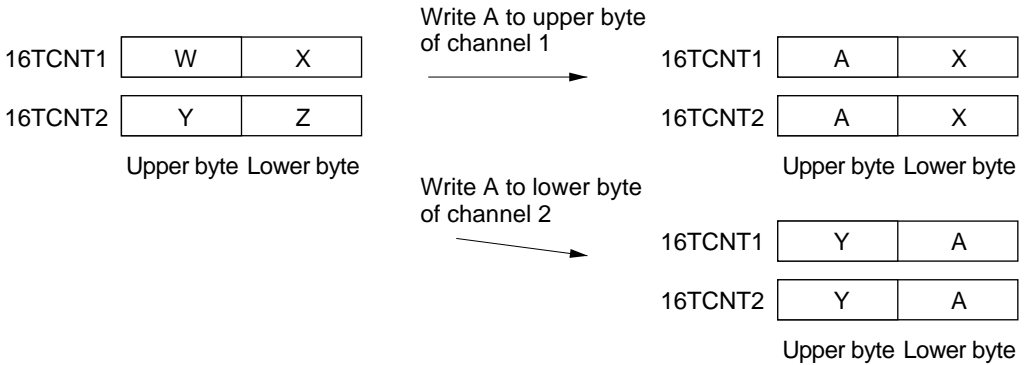 Write A to upper byte
of channel 1
16TCNT1 W X
16TCNT2 Y Z
Upper byte Lower byte
16TCNT1 A X
16TCNT2 A X
Upper byte Lower byte
Write A to lower byte
of channel 2
16TCNT1 Y A
16TCNT2 Y A
Upper byte Lower byte